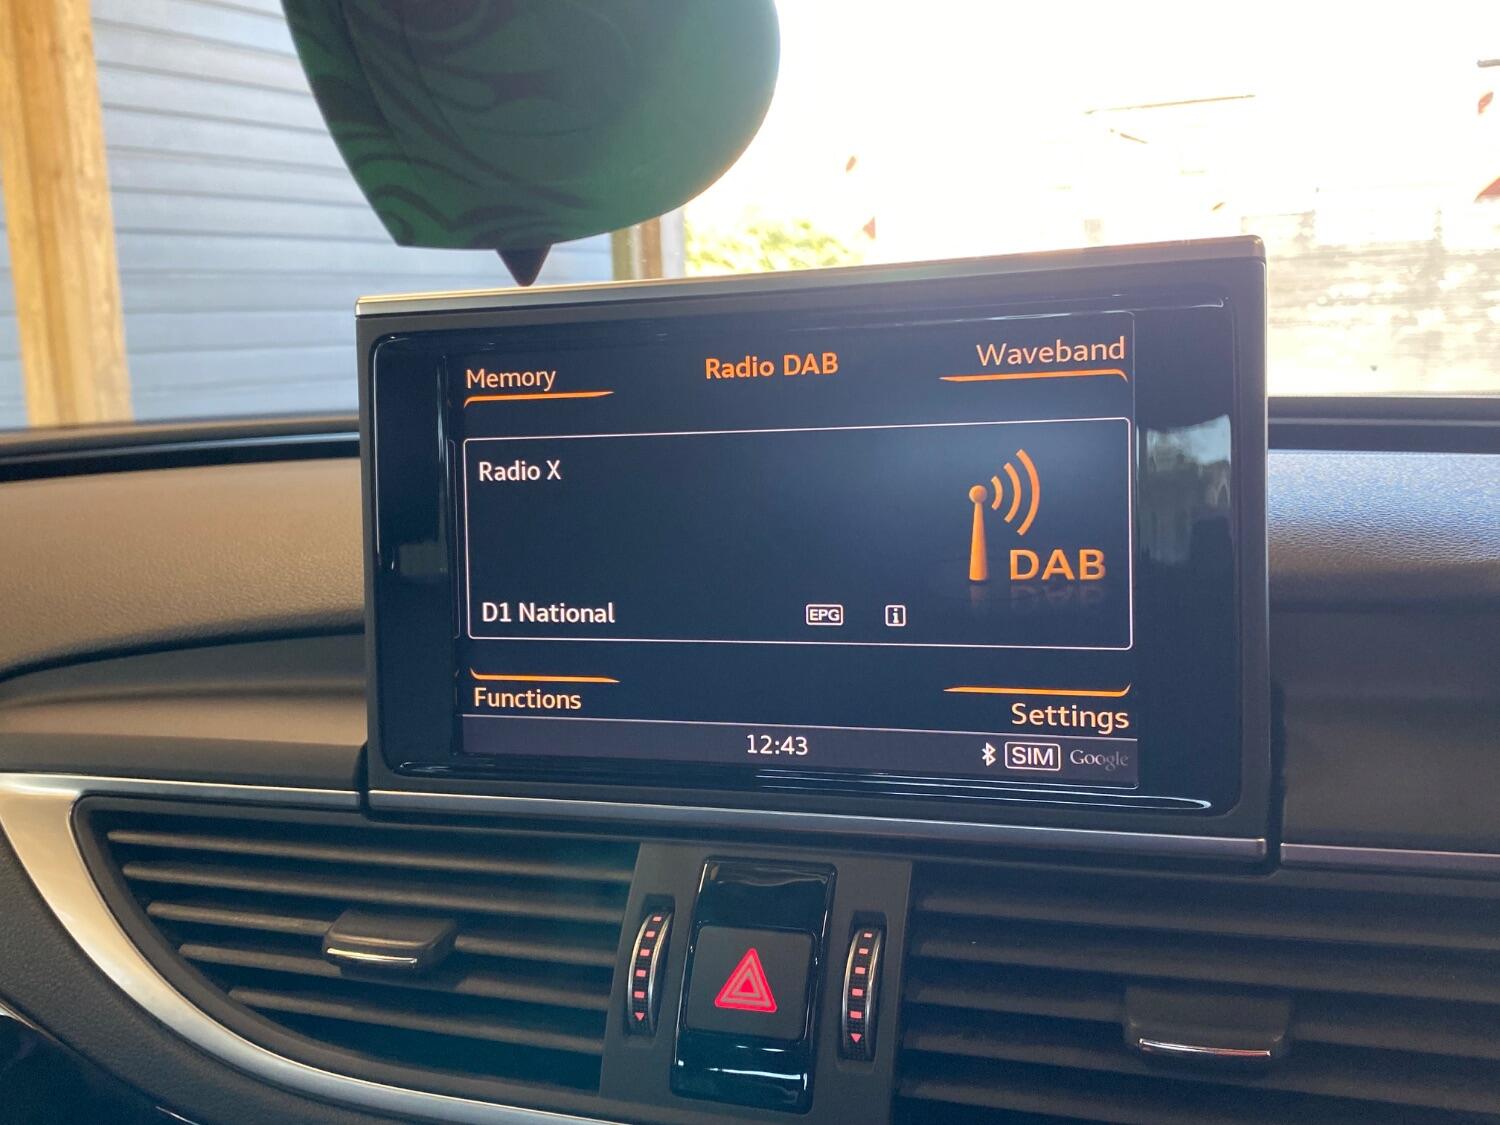 Memory
Radio DAB
Waveband
Radio X
DAB
D1 National
EPG
i
Functions
Settings
12:43
SIM
Google